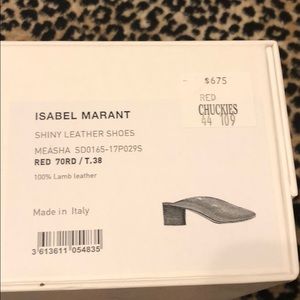 $675
RED
CHUCKIES
44 109
ISABEL MARANT
SHINY LEATHER SHOES
MEASHA SD0165-17P029S
RED 70RD / T.38
100% Lamb leather
Made in Italy
3 613611 054835